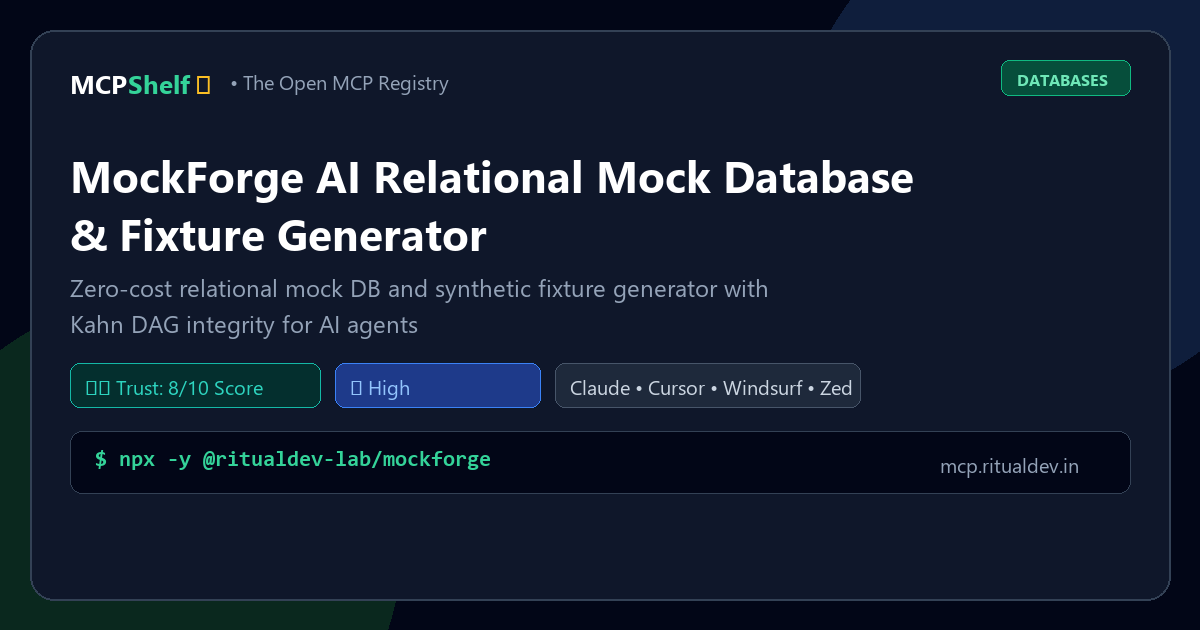 MCPShelf • The Open MCP Registry
DATABASES
MockForge AI Relational Mock Database
& Fixture Generator
Zero-cost relational mock DB and synthetic fixture generator with
Kahn DAG integrity for AI agents
Trust: 8/10 Score
High
Claude • Cursor • Windsurf • Zed
$ npx -y @ritualdev-lab/mockforge
mcp.ritualdev.in